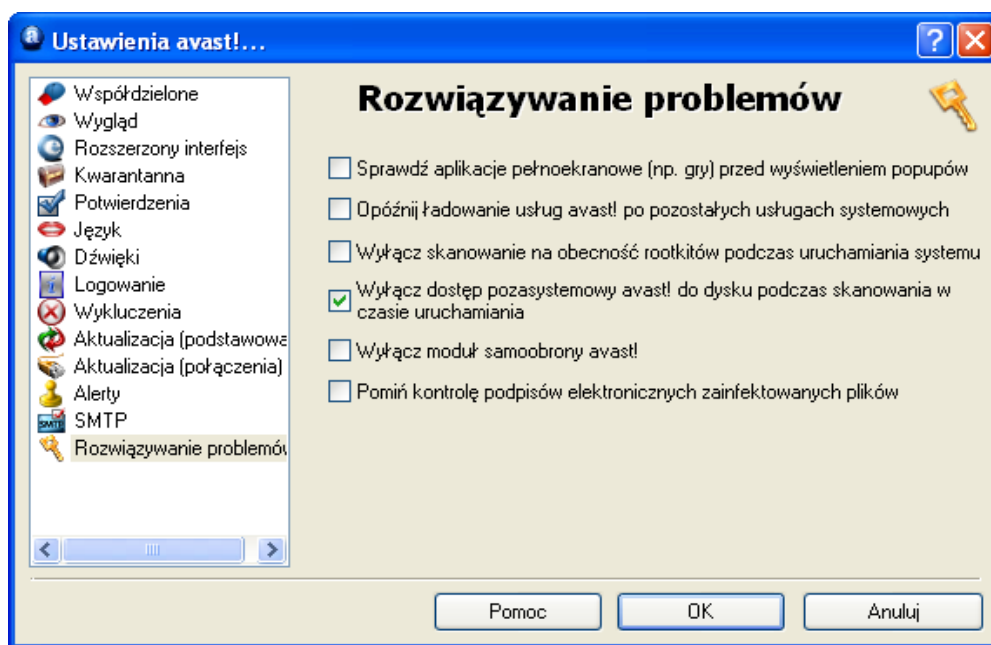 Ustawienia avast!...
Współdzielone
Wygląd
Rozszerzony interfejs
Kwarantanna
Potwierdzenia
Język
Dźwięki
Logowanie
Wykluczenia
Aktualizacja (podstawowa
Aktualizacja (połączenia)
Alerty
SMTP
Rozwiązywanie problemów
Rozwiązywanie problemów
Sprawdź aplikacje pełnoekranowe (np. gry) przed wyświetleniem popupów
Opóźnij ładowanie usług avast! po pozostałych usługach systemowych
Wyłącz skanowanie na obecność rootkitów podczas uruchamiania systemu
Wyłącz dostęp pozasystemowy avast! do dysku podczas skanowania w
czasie uruchamiania
Wyłącz moduł samoobrony avast!
Pomiń kontrolę podpisów elektronicznych zainfektowanych plików
Pomoc
OK
Anuluj